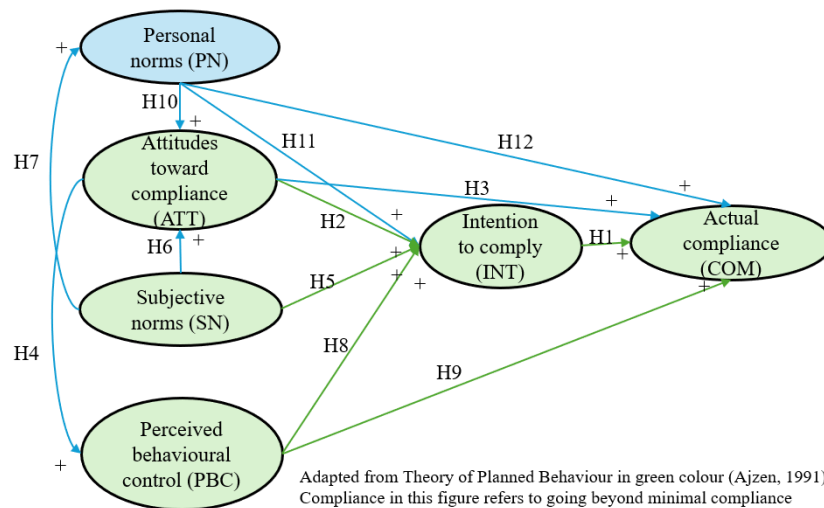 Personal
norms (PN)
+
H10
+
H11
H12
H7
Attitudes
toward
compliance
(ATT)
H3
+
+
H2
+
Intention
to comply
(INT)
Actual
compliance
(COM)
H6
+
+
H1
+
+
+
+
H5
Subjective
norms (SN)
H4
H8
H9
Perceived
behavioural
control (PBC)
+
Adapted from Theory of Planned Behaviour in green colour (Ajzen, 1991)
Compliance in this figure refers to going beyond minimal compliance